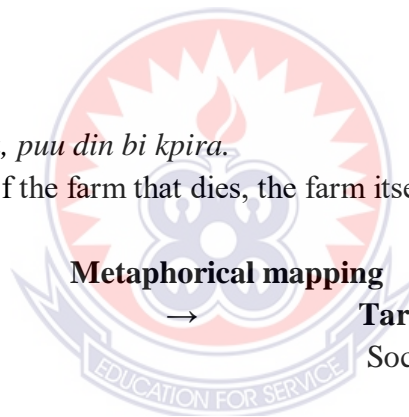 , puu din bi kpira.
f the farm that dies, the farm itse
Metaphorical mapping
→ Tar
Soc
EDUCATION FOR SERVICE